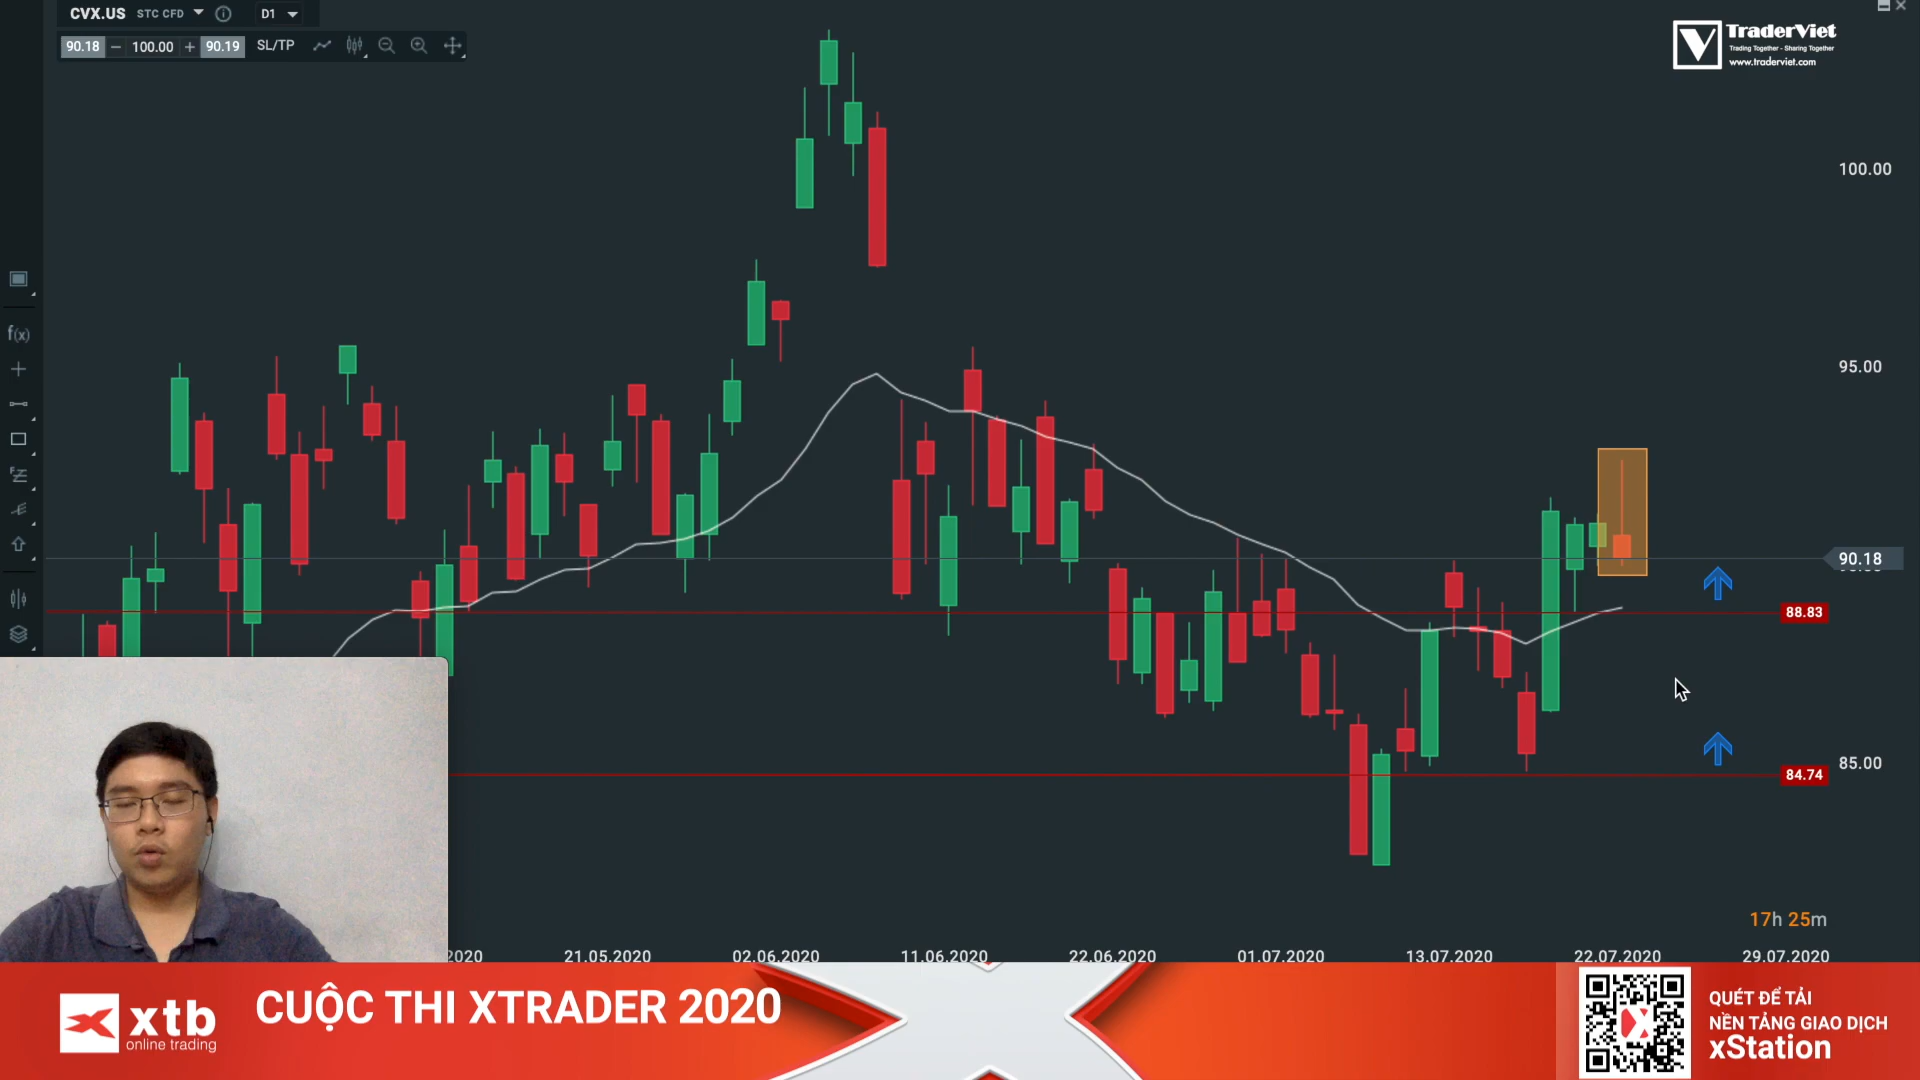 CVX.US STC CFD D1
90.18 100.00 90.19 SL/TP
TraderViet
Trading Together - Sharing Together
www.traderviet.com
100.00
95.00
90.18
88.83
85.00
84.74
f(x)
17h 25m
2020 21.05.2020 02.06.2020 11.06.2020 22.06.2020 01.07.2020 13.07.2020 22.07.2020 29.07.2020
xtb
online trading
CUỘC THI XTRADER 2020
QUÉT ĐỂ TẢI
NỀN TẢNG GIAO DỊCH
xStation